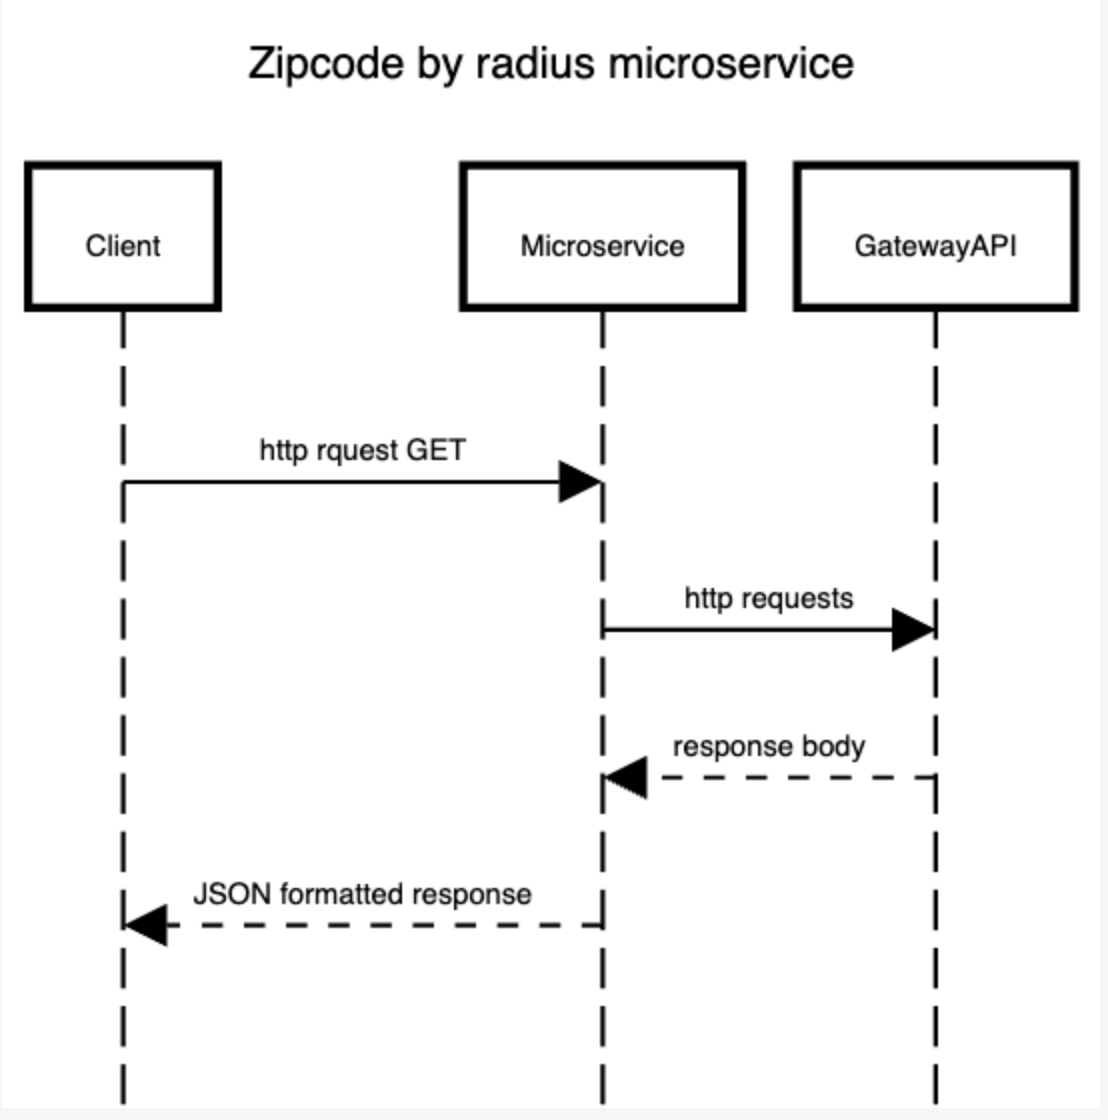 Zipcode by radius microservice
Client
Microservice
GatewayAPI
http rquest GET
http requests
response body
JSON formatted response